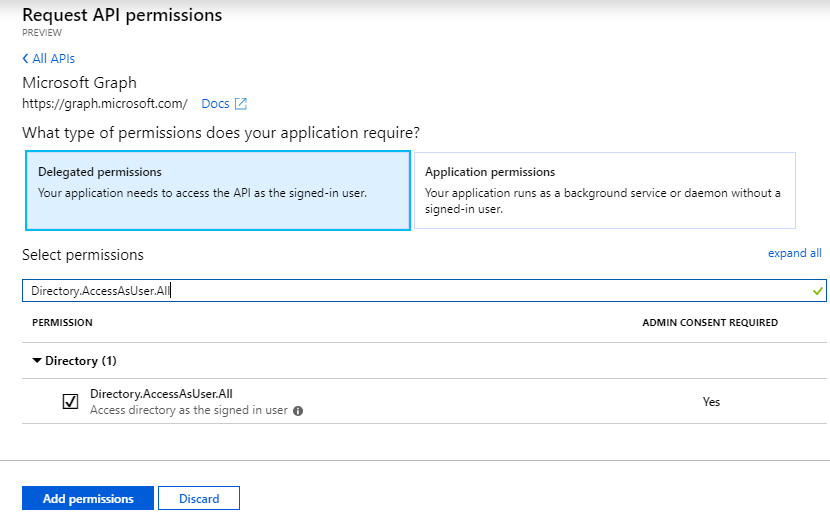 Request API permissions
PREVIEW
All APIs
Microsoft Graph
https://graph.microsoft.com/ Docs
What type of permissions does your application require?
Delegated permissions
Your application needs to access the API as the signed-in user.
Application permissions
Your application runs as a background service or daemon without a
signed-in user.
Select permissions
expand all
Directory.AccessAsUser.All
PERMISSION
ADMIN CONSENT REQUIRED
Directory (1)
Directory.AccessAsUser.All
Access directory as the signed in user
Yes
Add permissions
Discard